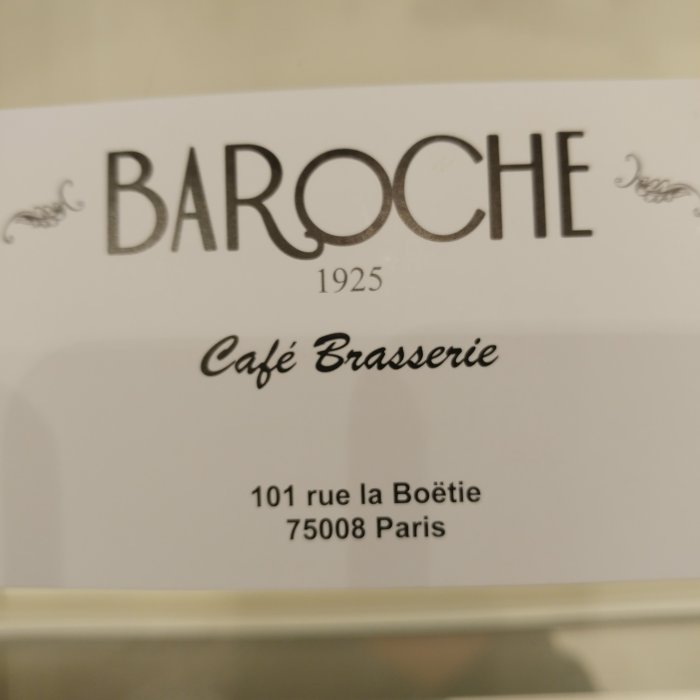 BAROCHE
1925
Café Brasserie
101 rue la Boëtie
75008 Paris